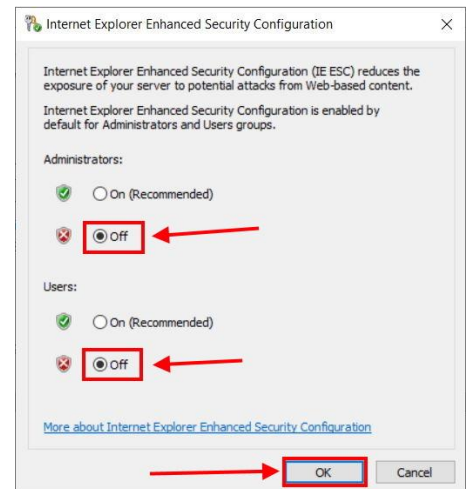 Internet Explorer Enhanced Security Configuration
Internet Explorer Enhanced Security Configuration (IE ESC) reduces the
exposure of your server to potential attacks from Web-based content.
Internet Explorer Enhanced Security Configuration is enabled by
default for Administrators and Users groups.
Administrators:
On (Recommended)
Off
Users:
On (Recommended)
Off
More about Internet Explorer Enhanced Security Configuration
OK Cancel